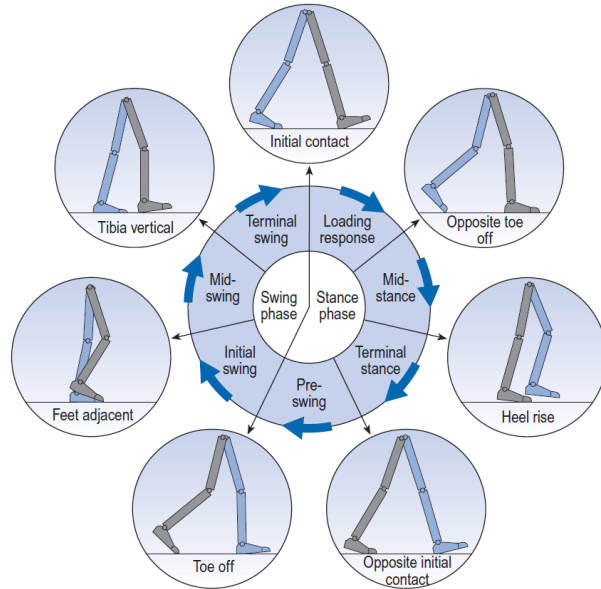 Initial contact
Opposite toe
off
Heel rise
Opposite initial
contact
Toe off
Feet adjacent
Tibia vertical
Loading
response
Mid-
stance
Terminal
stance
Pre-
swing
Initial
swing
Mid-
swing
Terminal
swing
Swing
phase
Stance
phase